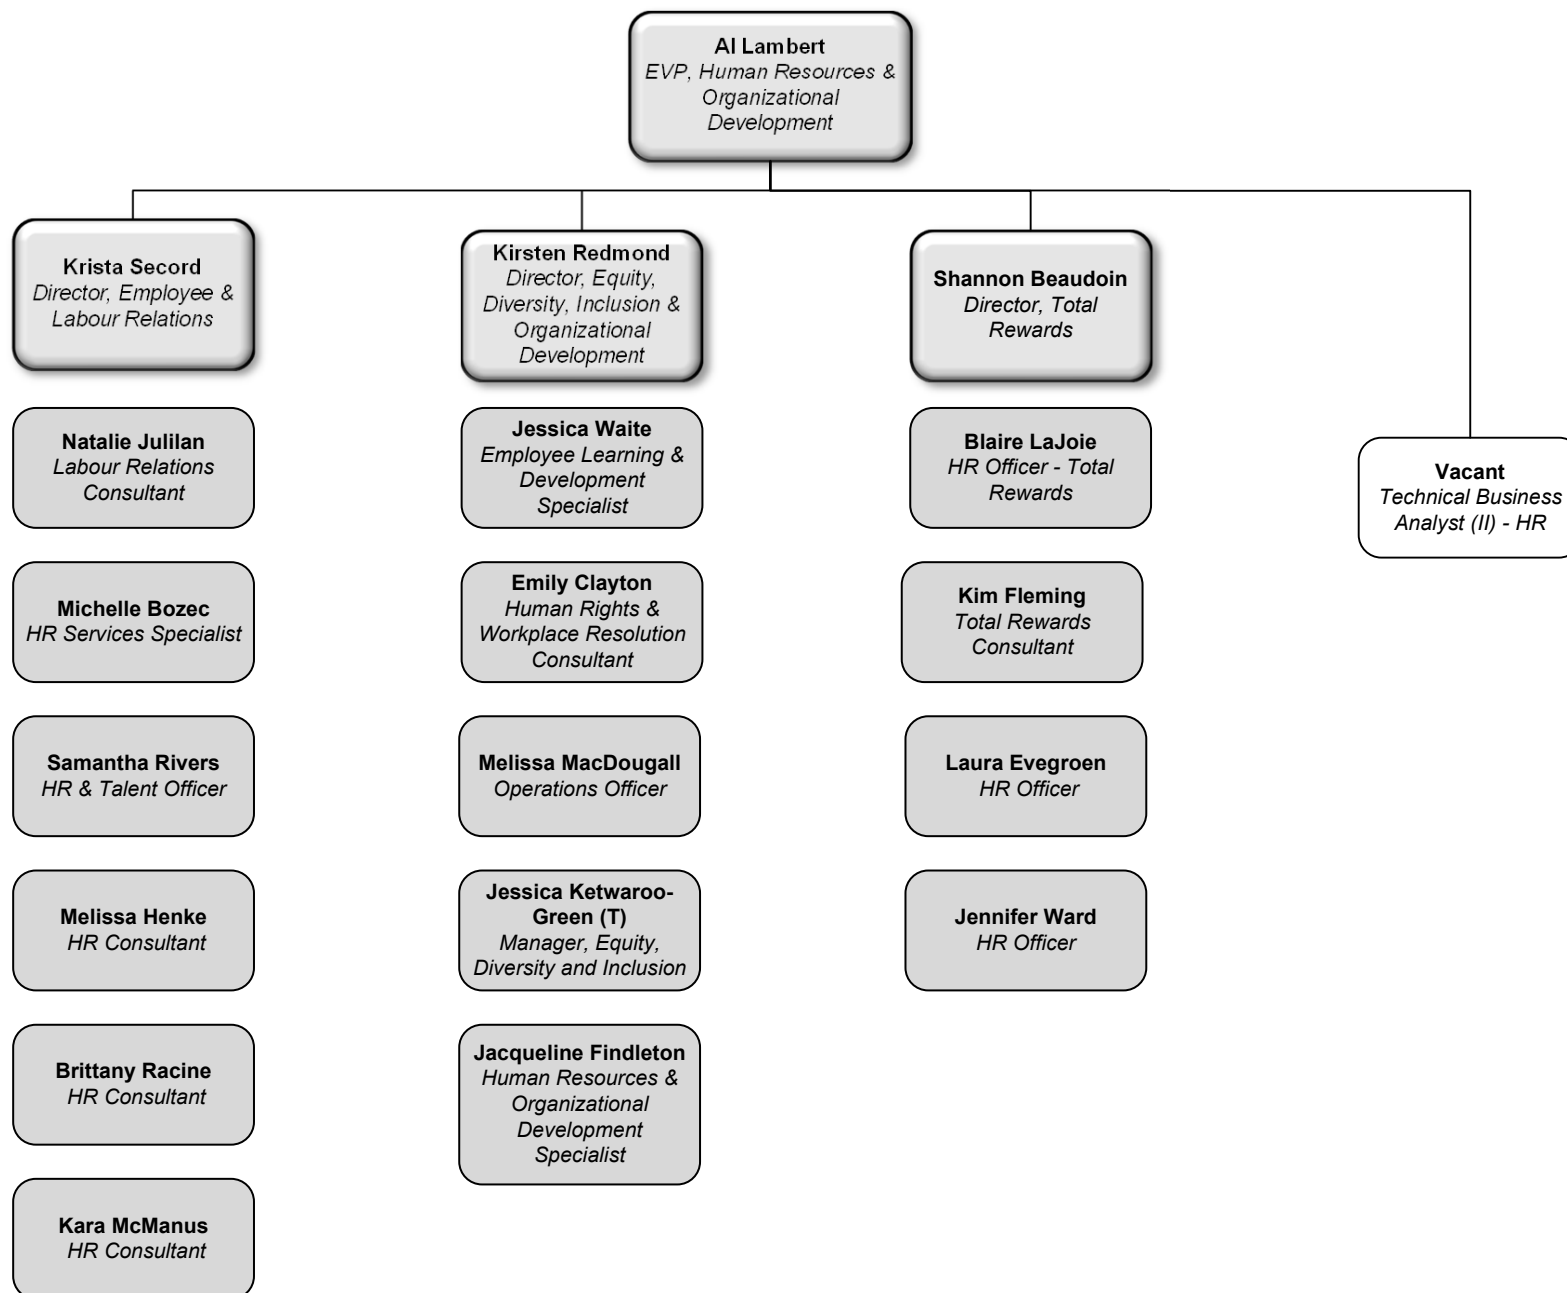 Al Lambert
EVP, Human Resources &
Organizational
Development
Krista Secord
Director, Employee &
Labour Relations
Kirsten Redmond
Director, Equity,
Diversity, Inclusion &
Organizational
Development
Shannon Beaudoin
Director, Total
Rewards
Natalie Julilan
Labour Relations
Consultant
Jessica Waite
Employee Learning &
Development
Specialist
Blaire LaJoie
HR Officer - Total
Rewards
Vacant
Technical Business
Analyst (II) - HR
Michelle Bozec
HR Services Specialist
Emily Clayton
Human Rights &
Workplace Resolution
Consultant
Kim Fleming
Total Rewards
Consultant
Samantha Rivers
HR & Talent Officer
Melissa MacDougall
Operations Officer
Laura Evegroen
HR Officer
Melissa Henke
HR Consultant
Jessica Ketwaroo-
Green (T)
Manager, Equity,
Diversity and Inclusion
Jennifer Ward
HR Officer
Brittany Racine
HR Consultant
Jacqueline Findleton
Human Resources &
Organizational
Development
Specialist
Kara McManus
HR Consultant